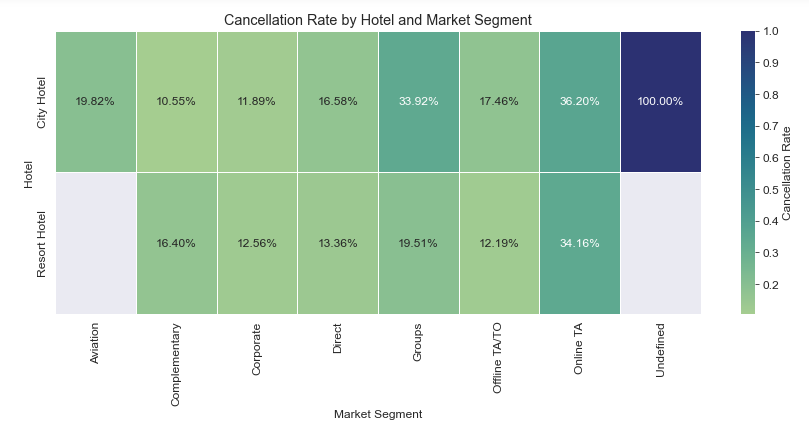 Cancellation Rate by Hotel and Market Segment
Hotel
City Hotel
19.82% 10.55% 11.89% 16.58% 33.92% 17.46% 36.20% 100.00%
Resort Hotel
16.40% 12.56% 13.36% 19.51% 12.19% 34.16%
Aviation Complementary Corporate Direct Groups Offline TA/TO Online TA Undefined
Market Segment
1.0
0.9
0.8
0.7
0.6
0.5
0.4
0.3
0.2
Cancellation Rate